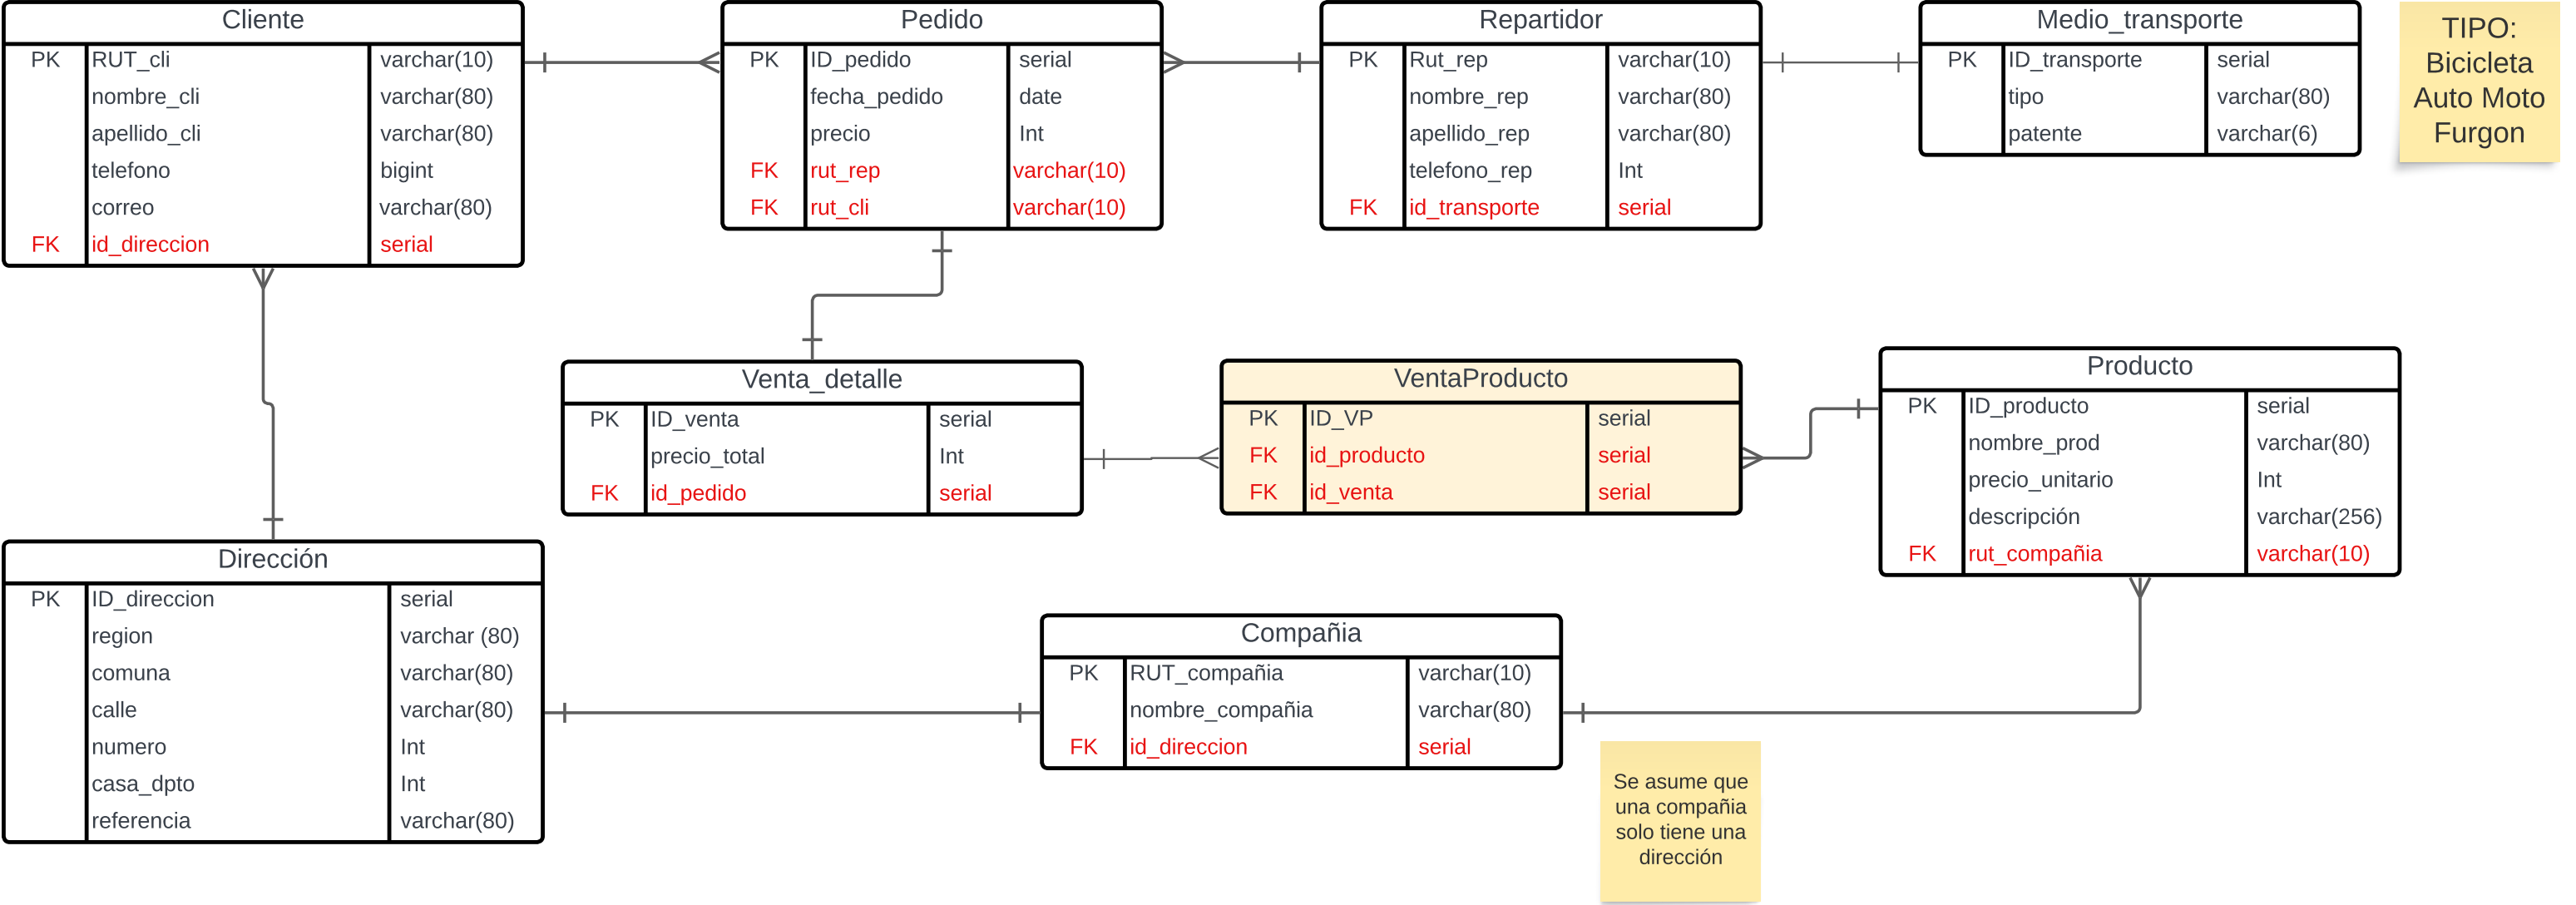 Cliente
PK RUT_cli varchar(10)
nombre_cli varchar(80)
apellido_cli varchar(80)
telefono bigint
correo varchar(80)
FK id_direccion serial
Pedido
PK ID_pedido serial
fecha_pedido date
precio Int
FK rut_rep varchar(10)
FK rut_cli varchar(10)
Repartidor
PK Rut_rep varchar(10)
nombre_rep varchar(80)
apellido_rep varchar(80)
telefono_rep Int
FK id_transporte serial
Medio_transporte
PK ID_transporte serial
tipo varchar(80)
patente varchar(6)
TIPO:
Bicicleta
Auto Moto
Furgon
Venta_detalle
PK ID_venta serial
precio_total Int
FK id_pedido serial
VentaProducto
PK ID_VP serial
FK id_producto serial
FK id_venta serial
Producto
PK ID_producto serial
nombre_prod varchar(80)
precio_unitario Int
descripción varchar(256)
FK rut_compañia varchar(10)
Dirección
PK ID_direccion serial
region varchar (80)
comuna varchar(80)
calle varchar(80)
numero Int
casa_dpto Int
referencia varchar(80)
Compañia
PK RUT_compañia varchar(10)
nombre_compañia varchar(80)
FK id_direccion serial
Se asume que
una compañia
solo tiene una
dirección